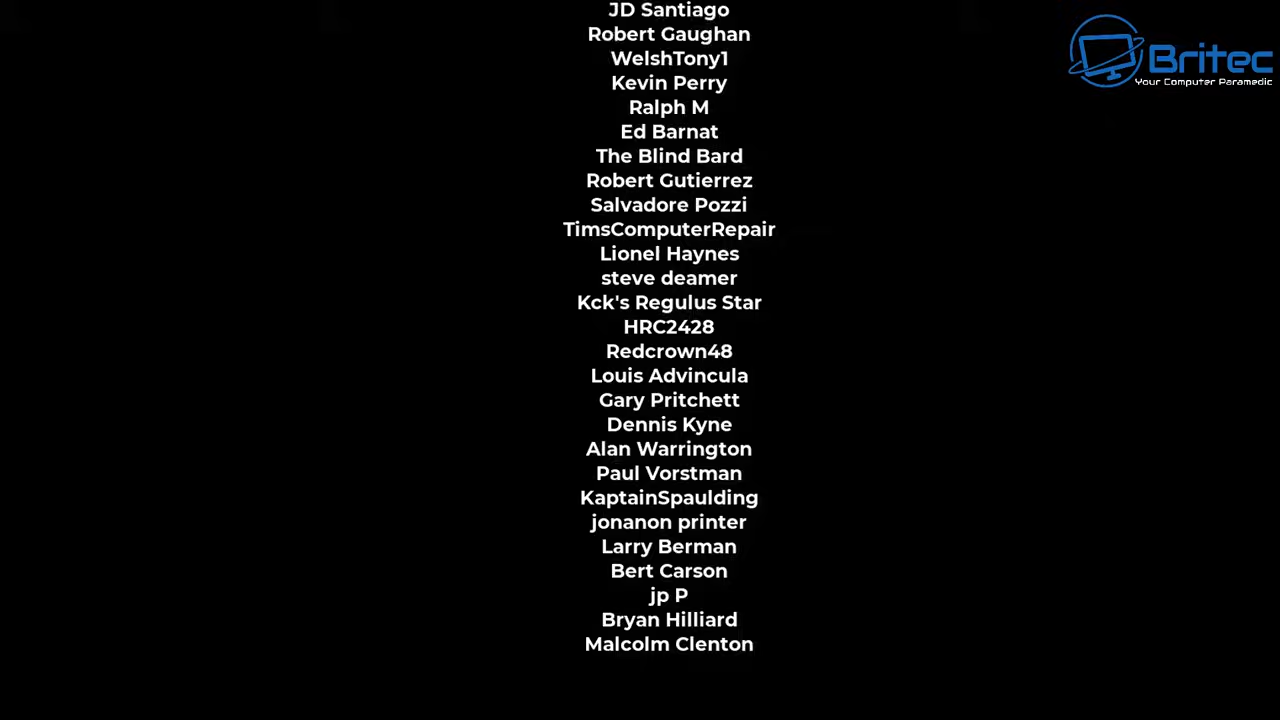 JD Santiago
Robert Gaughan
WelshTony1
Kevin Perry
Ralph M
Ed Barnat
The Blind Bard
Robert Gutierrez
Salvadore Pozzi
TimsComputerRepair
Lionel Haynes
steve deamer
Kck's Regulus Star
HRC2428
Redcrown48
Louis Advincula
Gary Pritchett
Dennis Kyne
Alan Warrington
Paul Vorstman
KaptainSpaulding
jonanon printer
Larry Berman
Bert Carson
jp P
Bryan Hilliard
Malcolm Clenton
Britec
Your Computer Paramedic